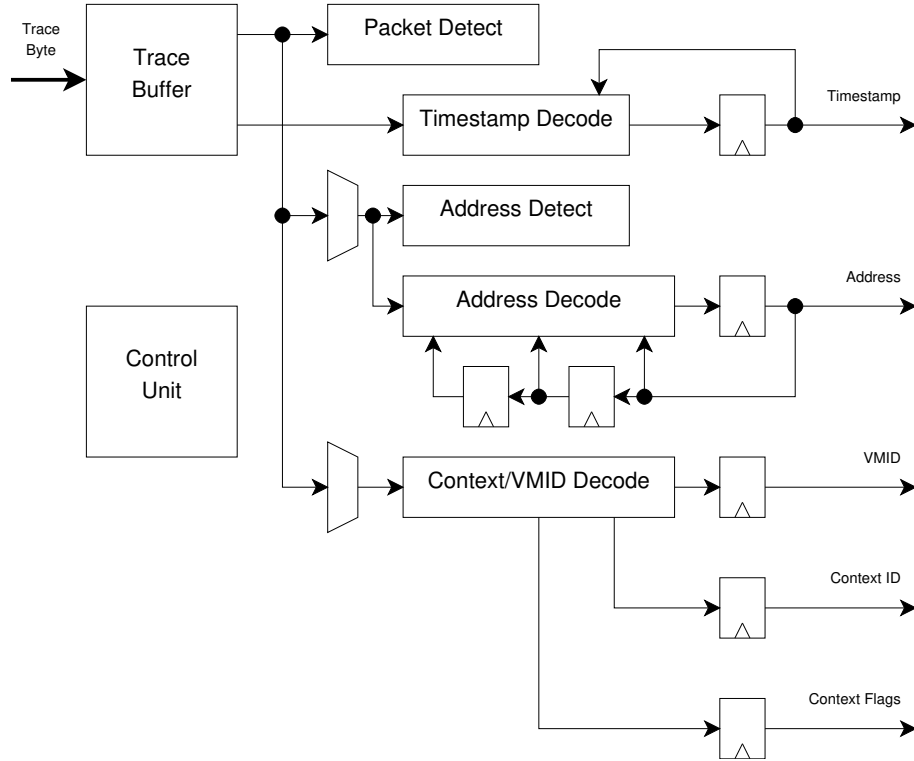 Trace
Byte
Trace
Buffer
Packet Detect
Timestamp Decode
Timestamp
Address Detect
Address Decode
Address
Control
Unit
Context/VMID Decode
VMID
Context ID
Context Flags